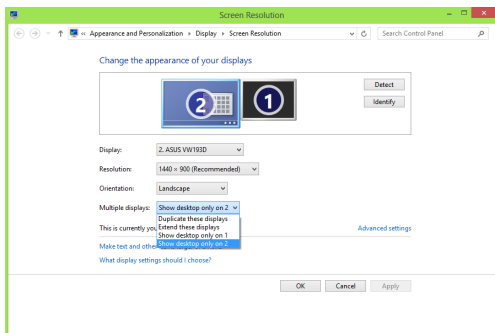 Screen Resolution
« Appearance and Personalization Display Screen Resolution
Search Control Panel
Change the appearance of your displays
2
1
Detect
Identify
Display:
2. ASUS VW193D
Resolution:
1440 × 900 (Recommended)
Orientation:
Landscape
Multiple displays:
Show desktop only on 2
Duplicate these displays
Extend these displays
Show desktop only on 1
Show desktop only on 2
This is currently
Advanced settings
Make text and
What display settings should I choose?
OK
Cancel
Apply